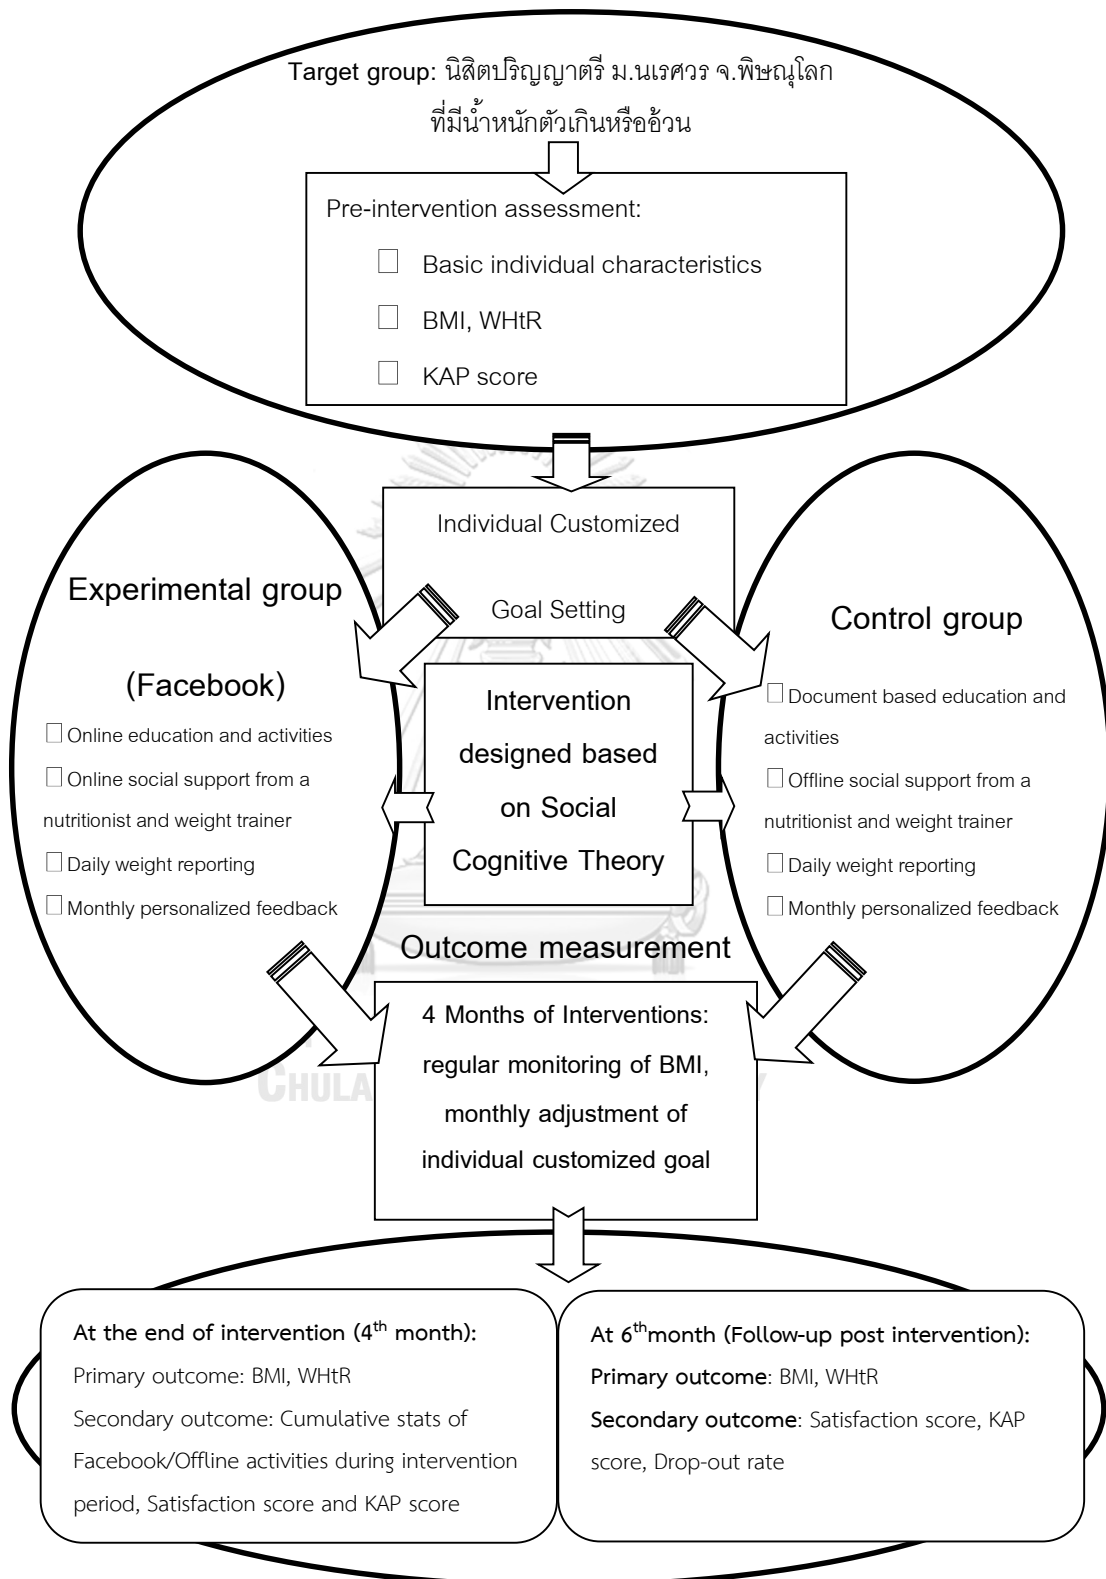 Target group: นิสิตปริญญาตรี ม.นเรศวร จ.พิษณุโลก
ที่มีน้ำหนักตัวเกินหรืออ้วน
Pre-intervention assessment:
Basic individual characteristics
BMI, WHtR
KAP score
Individual Customized
Goal Setting
Experimental group
(Facebook)
Online education and activities
Online social support from a
nutritionist and weight trainer
Daily weight reporting
Monthly personalized feedback
Intervention
designed based
on Social
Cognitive Theory
Control group
Document based education and
activities
Offline social support from a
nutritionist and weight trainer
Daily weight reporting
Monthly personalized feedback
Outcome measurement
4 Months of Interventions:
regular monitoring of BMI,
monthly adjustment of
individual customized goal
CHULA
At the end of intervention (4th month):
Primary outcome: BMI, WHtR
Secondary outcome: Cumulative stats of
Facebook/Offline activities during intervention
period, Satisfaction score and KAP score
At 6thmonth (Follow-up post intervention):
Primary outcome: BMI, WHtR
Secondary outcome: Satisfaction score, KAP
score, Drop-out rate